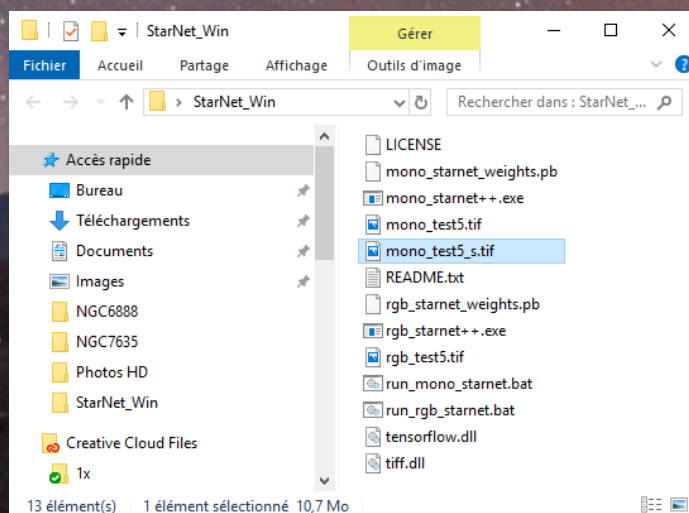 StarNet_Win
Gérer
Fichier
Accueil
Partage
Affichage
Outils d'image
StarNet_Win
Rechercher dans : StarNet_...
Accès rapide
Bureau
Téléchargements
Documents
Images
NGC6888
NGC7635
Photos HD
StarNet_Win
Creative Cloud Files
1x
LICENSE
mono_starnet_weights.pb
mono_starnet++.exe
mono_test5.tif
mono_test5_s.tif
README.txt
rgb_starnet_weights.pb
rgb_starnet++.exe
rgb_test5.tif
run_mono_starnet.bat
run_rgb_starnet.bat
tensorflow.dll
tiff.dll
13 élément(s)
1 élément sélectionné 10,7 Mo